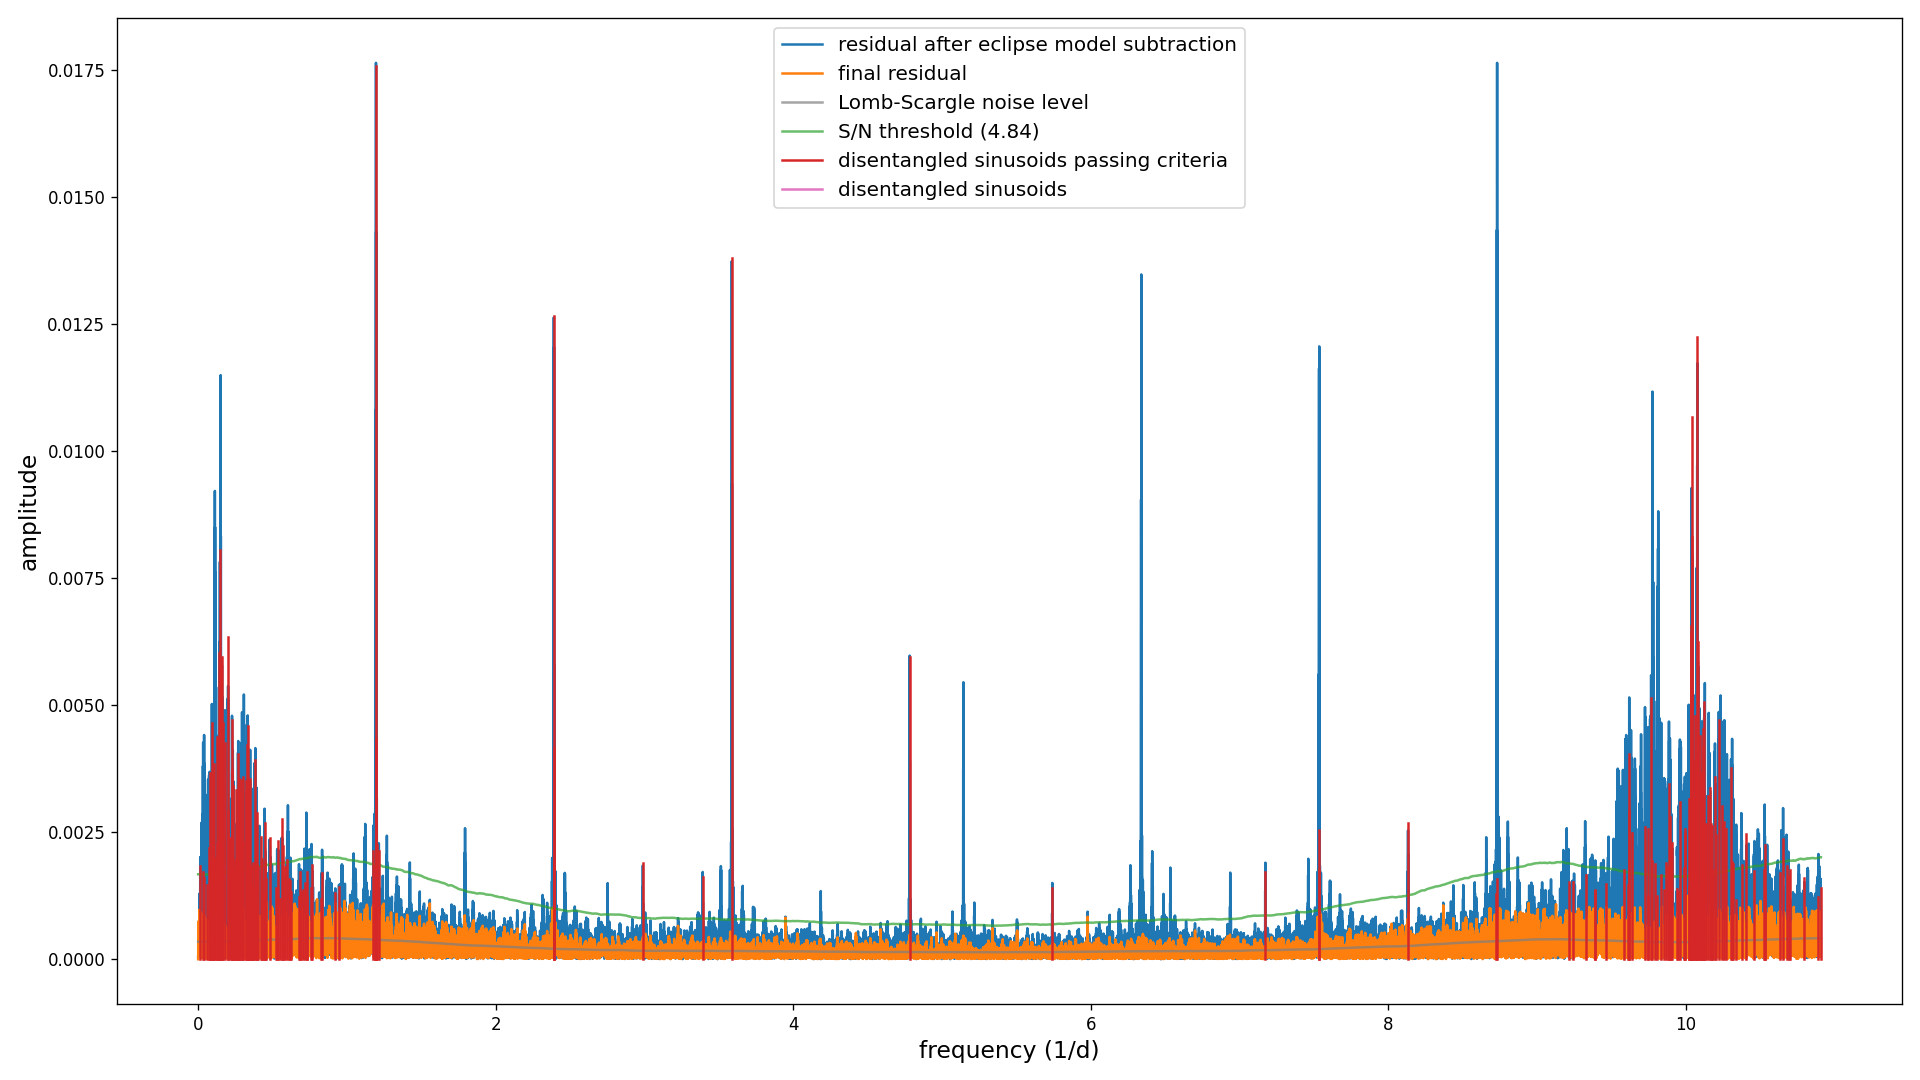 residual after eclipse model subtraction
final residual
Lomb-Scargle noise level
S/N threshold (4.84)
disentangled sinusoids passing criteria
disentangled sinusoids
0.0175
0.0150
0.0125
0.0100
0.0075
0.0050
0.0025
0.0000
amplitude
0 2 4 6 8 10
frequency (1/d)